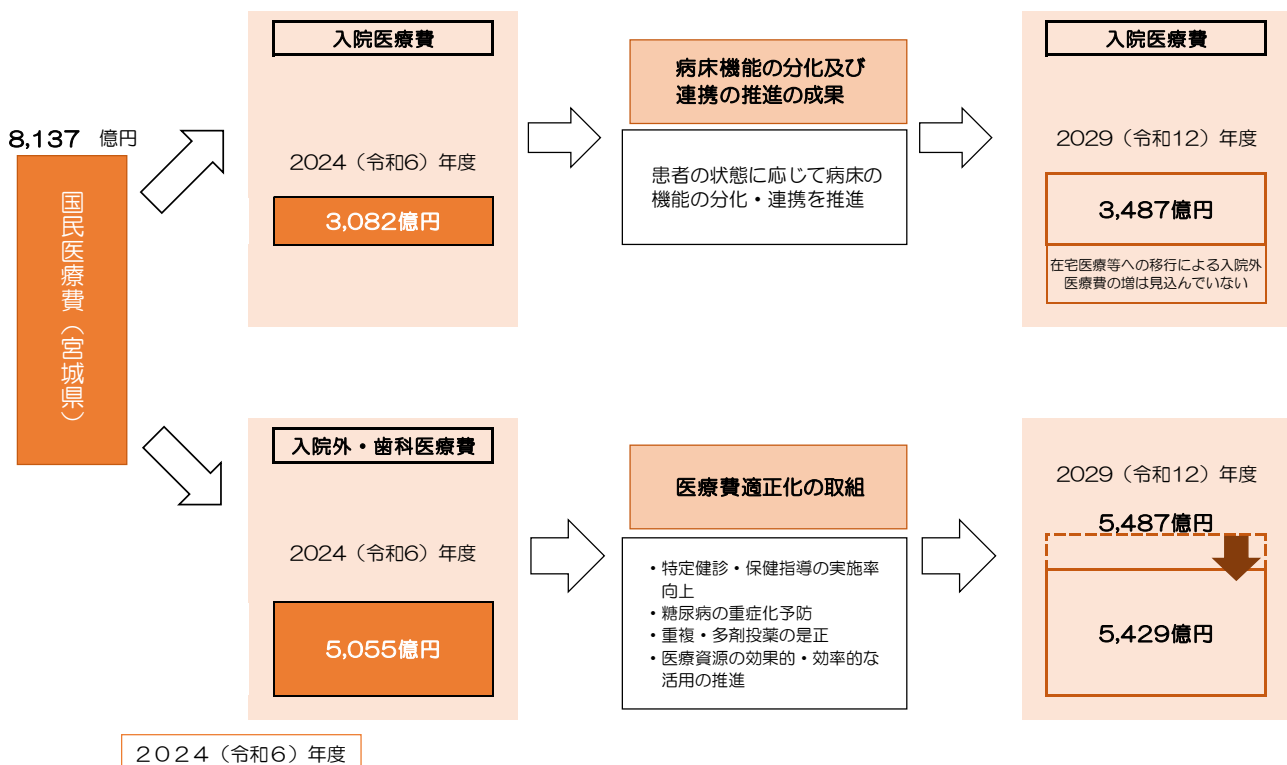 8,137 億円
国民医療費（宮城県）
入院医療費
2024（令和6）年度
3,082億円
病床機能の分化及び
連携の推進の成果
患者の状態に応じて病床の
機能の分化・連携を推進
入院医療費
2029（令和12）年度
3,487億円
在宅医療等への移行による入院外
医療費の増は見込んでいない
入院外・歯科医療費
2024（令和6）年度
5,055億円
医療費適正化の取組
・特定健診・保健指導の実施率
向上
・糖尿病の重症化予防
・重複・多剤投薬の是正
・医療資源の効果的・効率的な
活用の推進
2029（令和12）年度
5,487億円
5,429億円
２０２４（令和６）年度